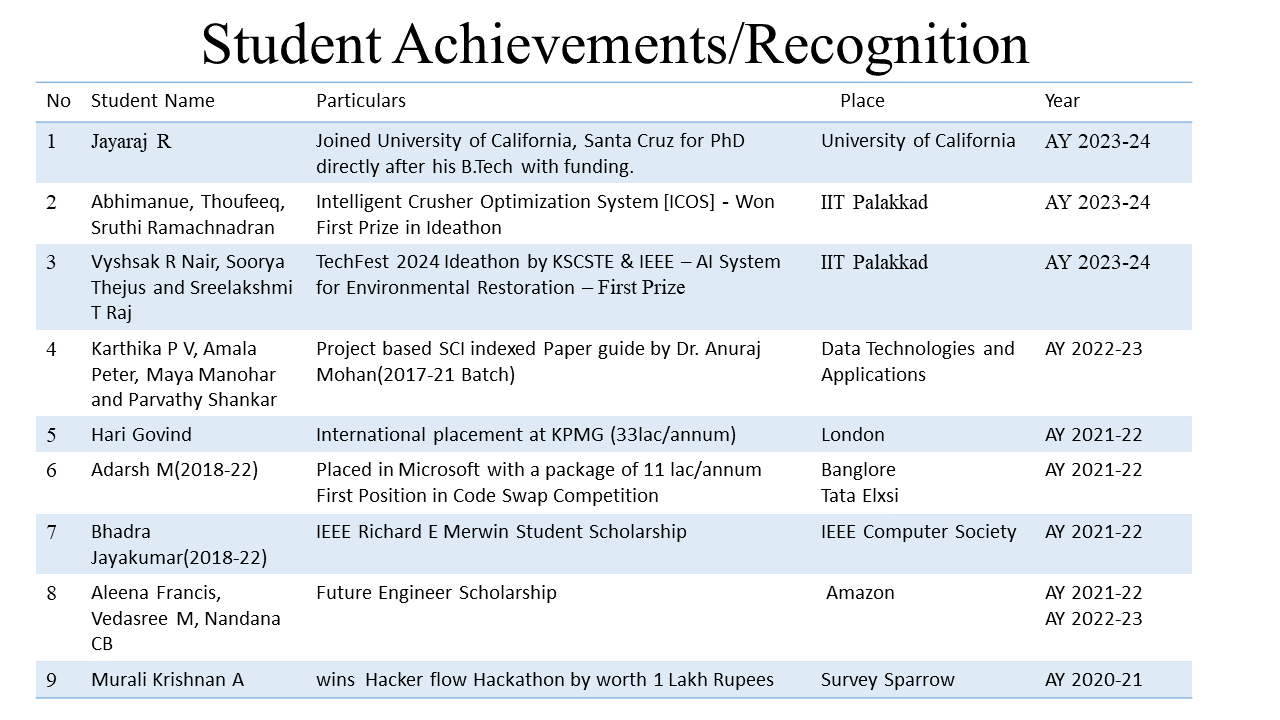 Student Achievements/Recognition
No Student Name Particulars Place Year
1 Jayaraj R Joined University of California, Santa Cruz for PhD University of California AY 2023-24
directly after his B.Tech with funding.
2 Abhimanue, Thoufeeq, Intelligent Crusher Optimization System [ICOS] - Won IIT Palakkad AY 2023-24
Sruthi Ramachnadran First Prize in Ideathon
3 Vyshsak R Nair, Soorya TechFest 2024 Ideathon by KSCSTE & IEEE – AI System IIT Palakkad AY 2023-24
Thejus and Sreelakshmi for Environmental Restoration – First Prize
T Raj
4 Karthika P V, Amala Project based SCI indexed Paper guide by Dr. Anuraj Data Technologies and AY 2022-23
Peter, Maya Manohar Mohan(2017-21 Batch) Applications
and Parvathy Shankar
5 Hari Govind International placement at KPMG (33lac/annum) London AY 2021-22
6 Adarsh M(2018-22) Placed in Microsoft with a package of 11 lac/annum Banglore AY 2021-22
First Position in Code Swap Competition Tata Elxsi
7 Bhadra IEEE Richard E Merwin Student Scholarship IEEE Computer Society AY 2021-22
Jayakumar(2018-22)
8 Aleena Francis, Future Engineer Scholarship Amazon AY 2021-22
Vedasree M, Nandana AY 2022-23
CB
9 Murali Krishnan A wins Hacker flow Hackathon by worth 1 Lakh Rupees Survey Sparrow AY 2020-21